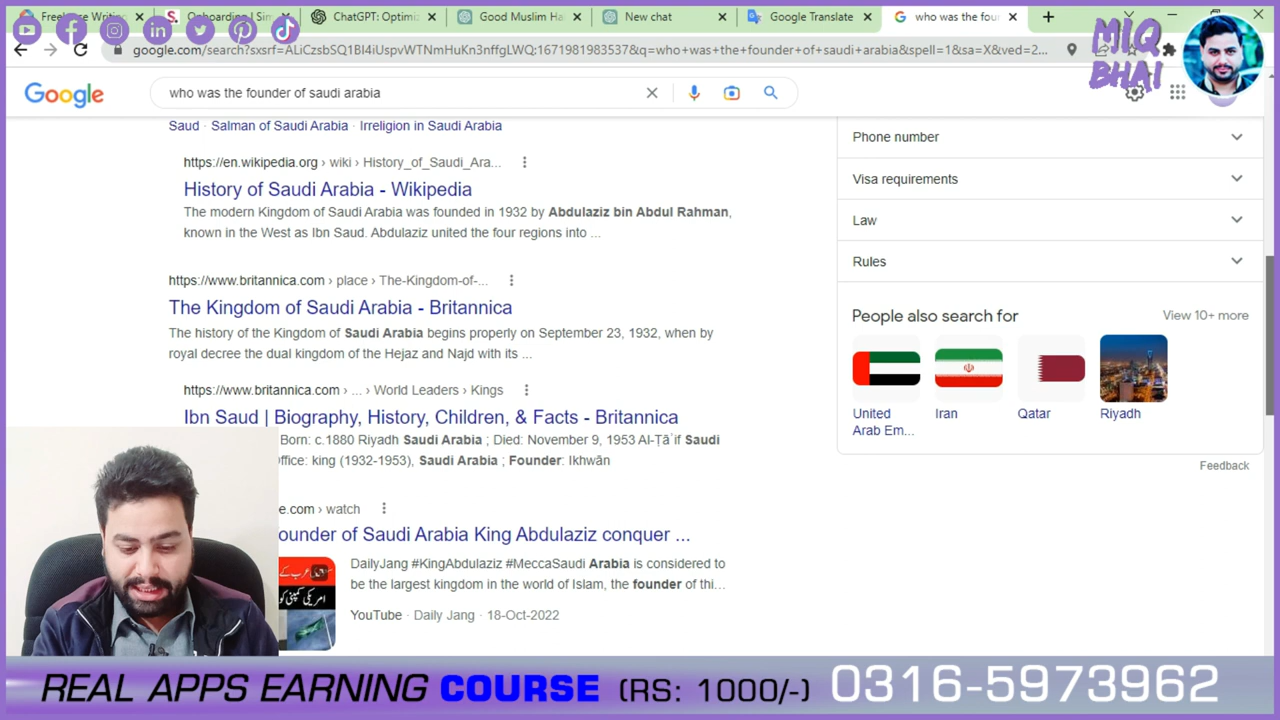 Freelance Writing
Onboarding | Sim
ChatGPT: Optimiz
Good Muslim Ha
New chat
Google Translate
who was the foun
google.com/search?sxsrf=ALiCzsbSQ1BI4iUspvWTNmHuKn3nffgLWQ:1671981983537&q=who+was+the+founder+of+saudi+arabia&spell=1&sa=X&ved=2...
MIQ
BHAI
Google
who was the founder of saudi arabia
Saud · Salman of Saudi Arabia · Irreligion in Saudi Arabia
https://en.wikipedia.org › wiki › History_of_Saudi_Ara...
History of Saudi Arabia - Wikipedia
The modern Kingdom of Saudi Arabia was founded in 1932 by Abdulaziz bin Abdul Rahman,
known in the West as Ibn Saud. Abdulaziz united the four regions into ...
https://www.britannica.com › place › The-Kingdom-of-...
The Kingdom of Saudi Arabia - Britannica
The history of the Kingdom of Saudi Arabia begins properly on September 23, 1932, when by
royal decree the dual kingdom of the Hejaz and Najd with its ...
https://www.britannica.com › ... › World Leaders › Kings
Ibn Saud | Biography, History, Children, & Facts - Britannica
Born: c.1880 Riyadh Saudi Arabia ; Died: November 9, 1953 Al-Ṭāʾif Saudi
ffice: king (1932-1953), Saudi Arabia ; Founder: Ikhwān
e.com › watch
ounder of Saudi Arabia King Abdulaziz conquer ...
DailyJang #KingAbdulaziz #MeccaSaudi Arabia is considered to
be the largest kingdom in the world of Islam, the founder of thi...
YouTube · Daily Jang · 18-Oct-2022
Phone number
Visa requirements
Law
Rules
People also search for
View 10+ more
United
Arab Em...
Iran
Qatar
Riyadh
Feedback
REAL APPS EARNING COURSE (RS: 1000/-) 0316-5973962